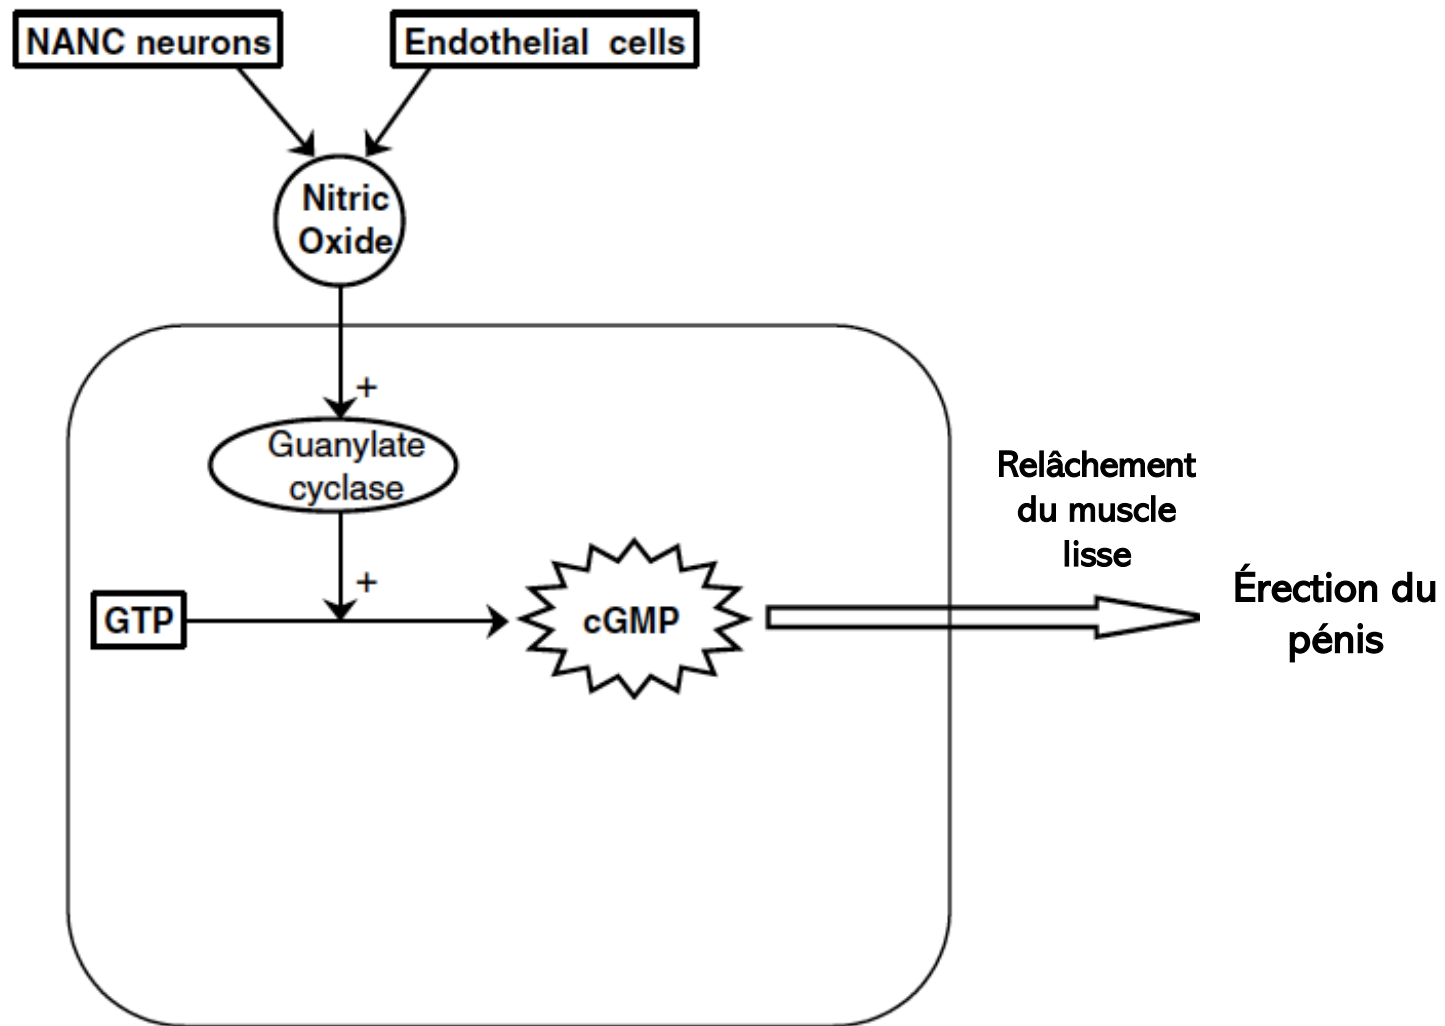 NANC neurons
Endothelial cells
Nitric
Oxide
+
Guanylate
cyclase
+
GTP
cGMP
Relâchement
du muscle
lisse
Érection du
pénis